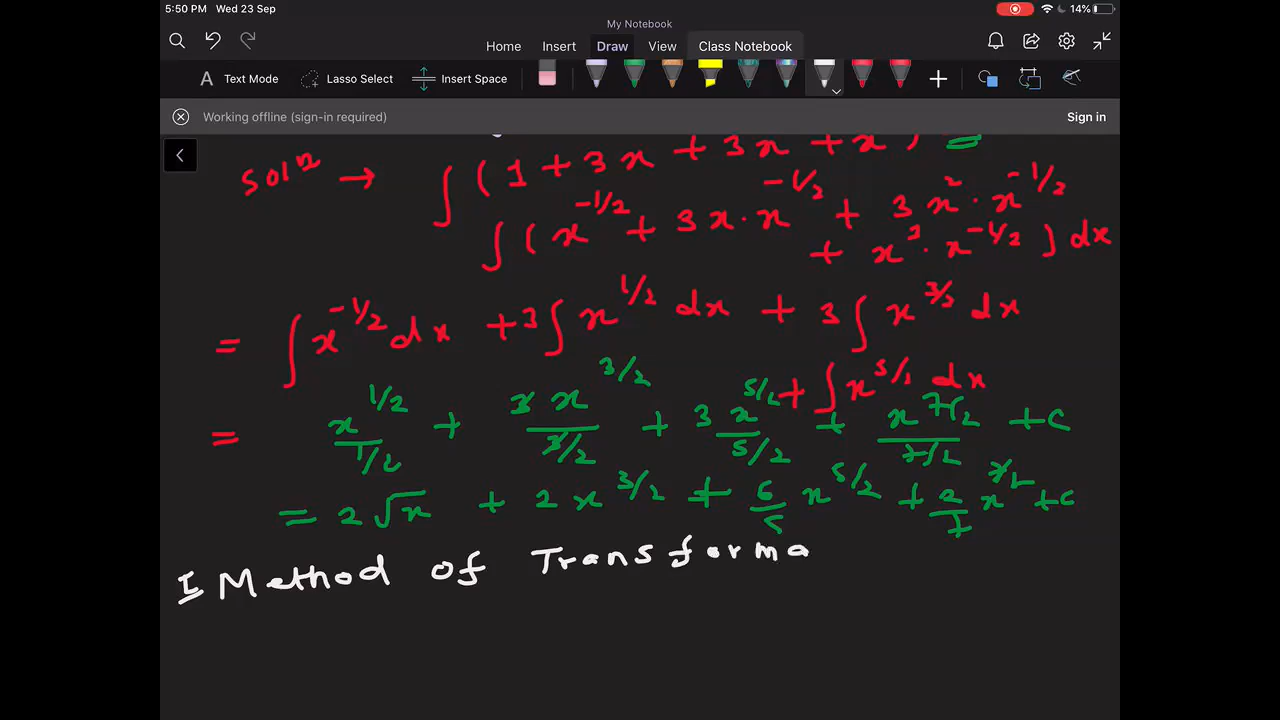 5:50 PM Wed 23 Sep
14%
My Notebook
Home Insert Draw View Class Notebook
Text Mode Lasso Select Insert Space
Working offline (sign-in required) Sign in
Solⁿ → ∫ (1 + 3x + 3x + x)
∫ (x^{-1/2} + 3x · x^{-1/2} + 3x² · x^{-1/2}
+ x³ · x^{-1/2}) dx
= ∫ x^{-1/2} dx + 3 ∫ x^{1/2} dx + 3 ∫ x^{3/2} dx
+ ∫ x^{5/2} dx
= x^{1/2}/(1/2) + 3x^{3/2}/(3/2) + 3 x^{5/2}/(5/2) + x^{7/2}/(7/2) + C
= 2√x + 2x^{3/2} + 6/5 x^{5/2} + 2/7 x^{7/2} + C
I Method of Transforma